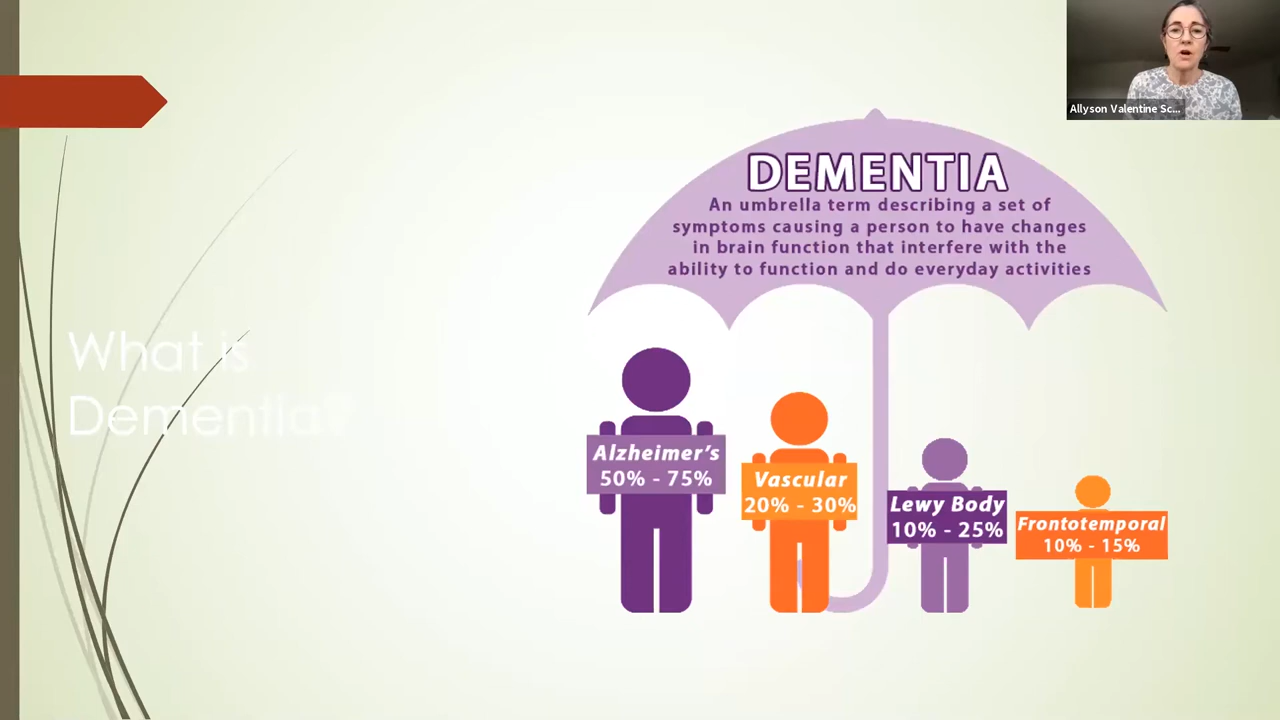 What is
Dementia?
DEMENTIA
An umbrella term describing a set of
symptoms causing a person to have changes
in brain function that interfere with the
ability to function and do everyday activities
Alzheimer's
50% - 75%
Vascular
20% - 30%
Lewy Body
10% - 25%
Frontotemporal
10% - 15%
Allyson Valentine Sc...